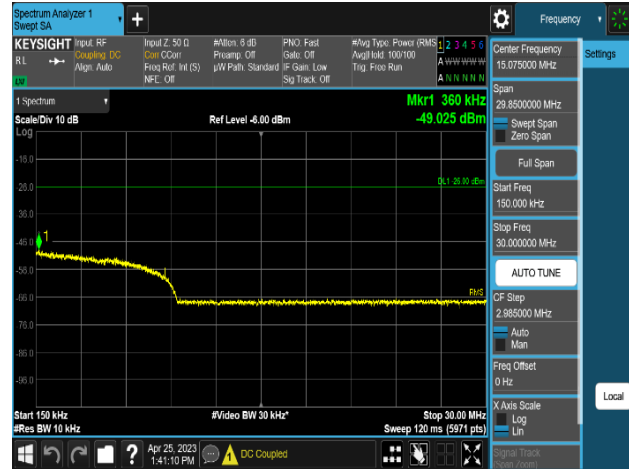 Spectrum Analyzer 1
Swept SA
Frequency
KEYSIGHT
Input: RF
Coupling: DC
Align: Auto
RL
LW
Input Z: 50 Ω
Corr CCorr
Freq Ref: Int (S)
NFE: Off
#Atten: 6 dB
Preamp: Off
µW Path: Standard
PNO: Fast
Gate: Off
IF Gain: Low
Sig Track: Off
#Avg Type: Power (RMS
Avg|Hold: 100/100
Trig: Free Run
1 2 3 4 5 6
A WW WW W
A N N N N N
1 Spectrum
Scale/Div 10 dB
Ref Level -6.00 dBm
Mkr1 360 kHz
-49.025 dBm
Log
-16.0
-26.0
-36.0
-46.0
-56.0
-66.0
-76.0
-86.0
-96.0
1
DL1 -26.00 dBm
RMS
Start 150 kHz
#Video BW 30 kHz*
Stop 30.00 MHz
#Res BW 10 kHz
Sweep 120 ms (5971 pts)
Center Frequency
15.075000 MHz
Settings
Span
29.8500000 MHz
Swept Span
Zero Span
Full Span
Start Freq
150.000 kHz
Stop Freq
30.000000 MHz
AUTO TUNE
CF Step
2.985000 MHz
Auto
Man
Freq Offset
0 Hz
X Axis Scale
Log
Lin
Signal Track
(Span Zoom)
Local
?
Apr 25, 2023
1:41:10 PM
DC Coupled